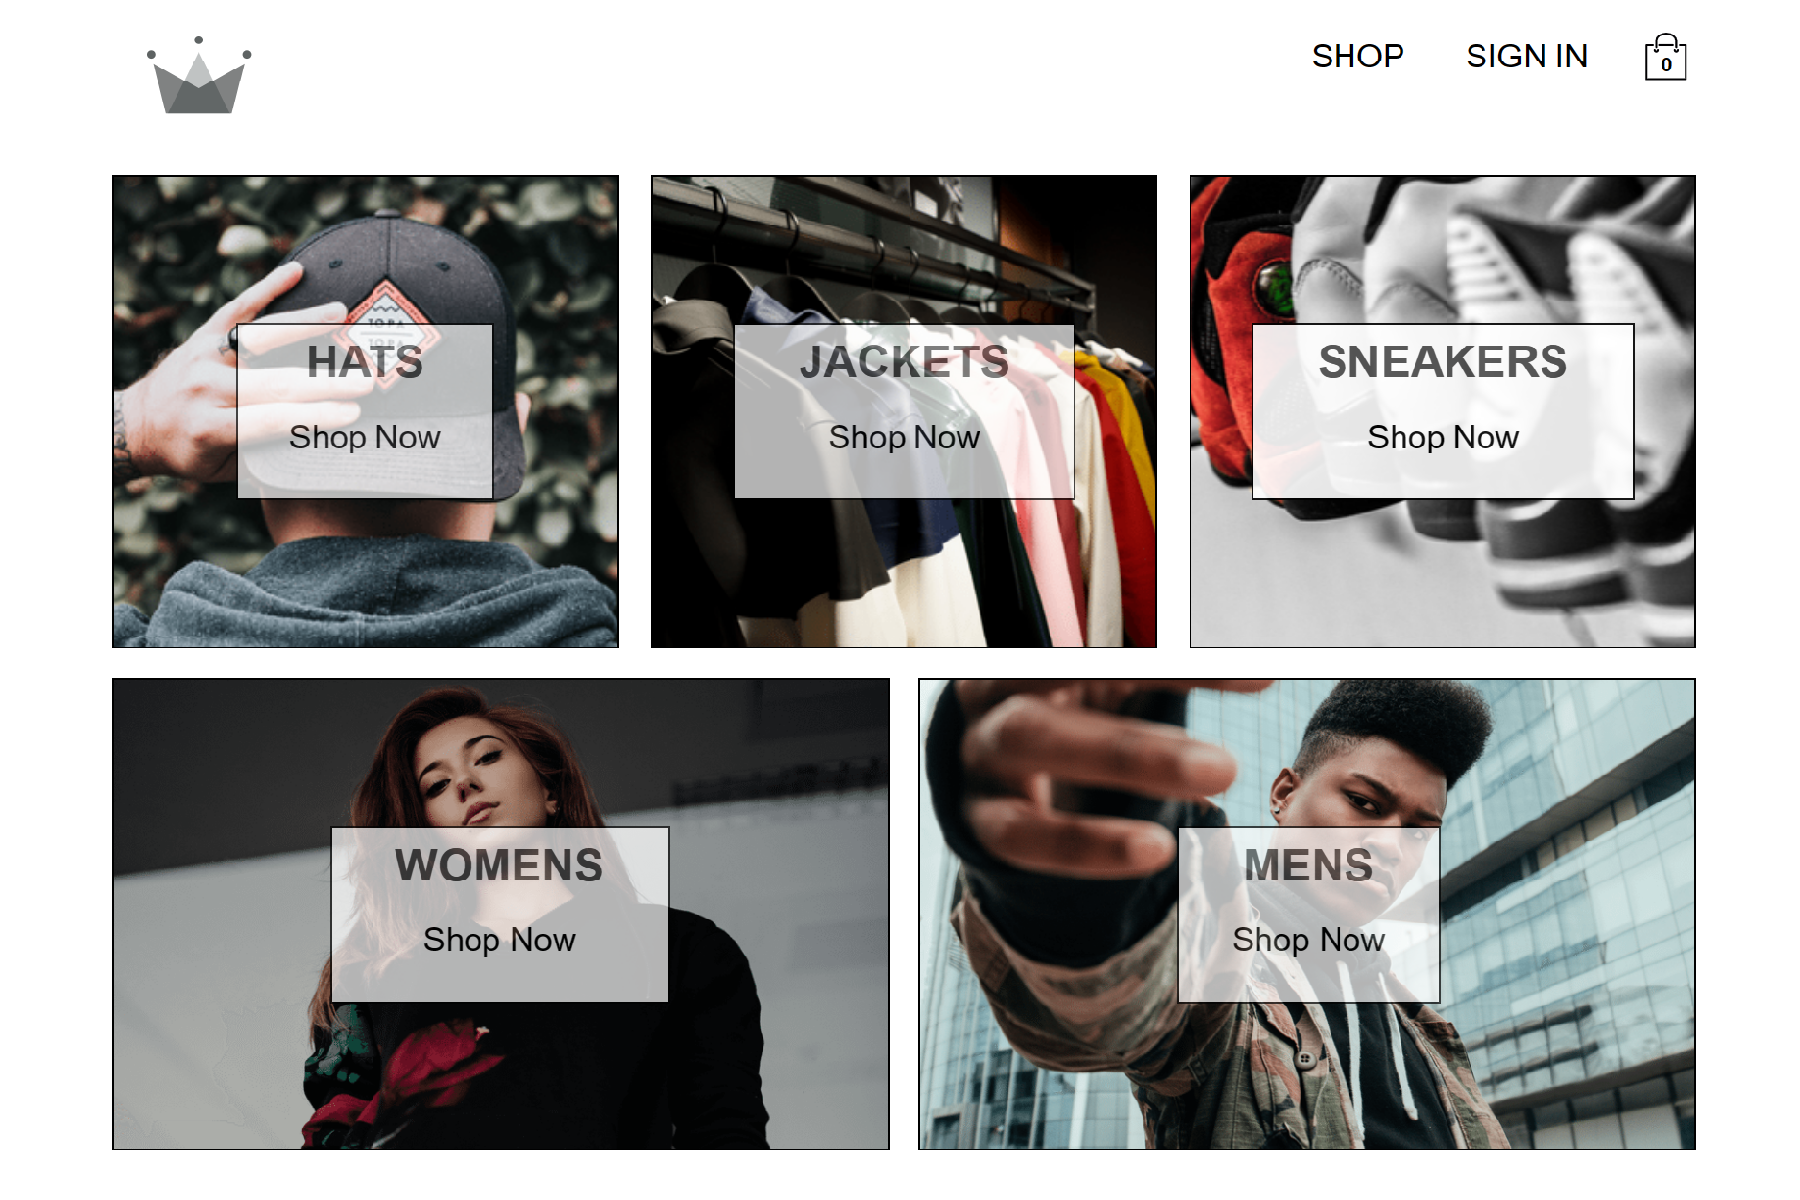 SHOP SIGN IN
0
HATS
Shop Now
JACKETS
Shop Now
SNEAKERS
Shop Now
WOMENS
Shop Now
MENS
Shop Now